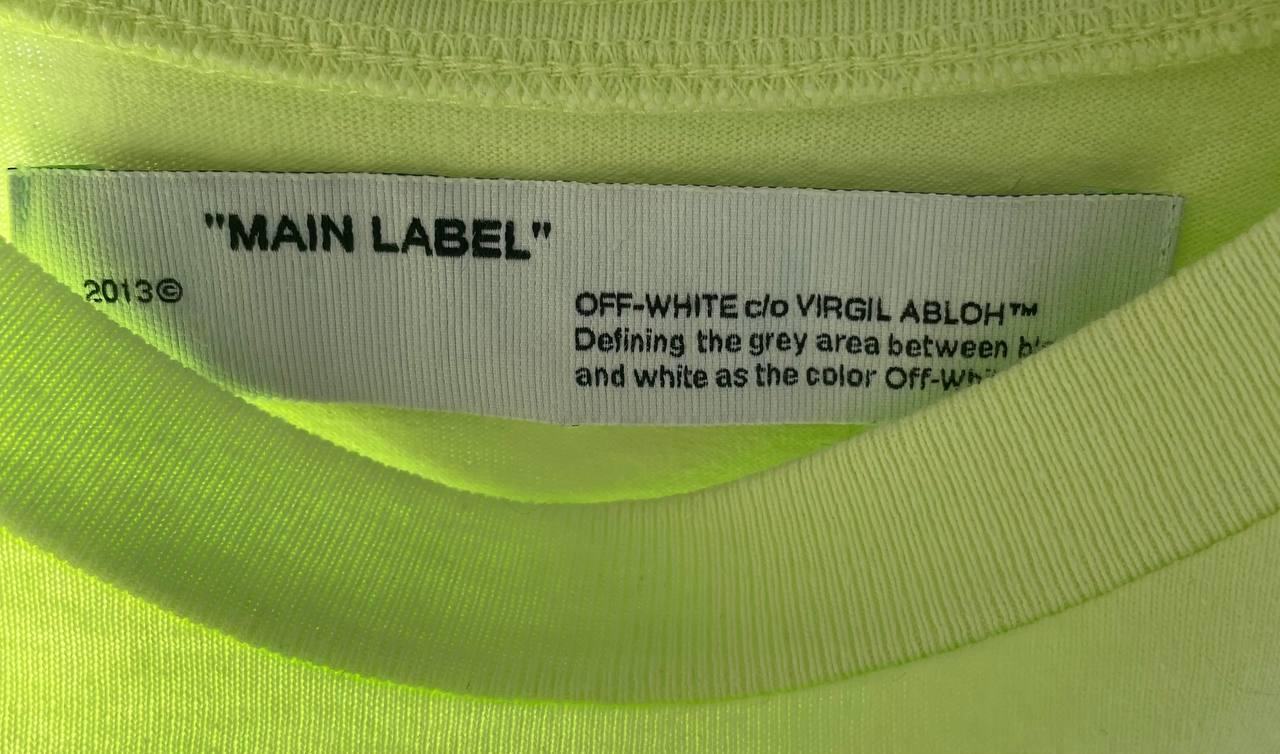 "MAIN LABEL"
2013©
OFF-WHITE c/o VIRGIL ABLOH™
Defining the grey area between
and white as the color